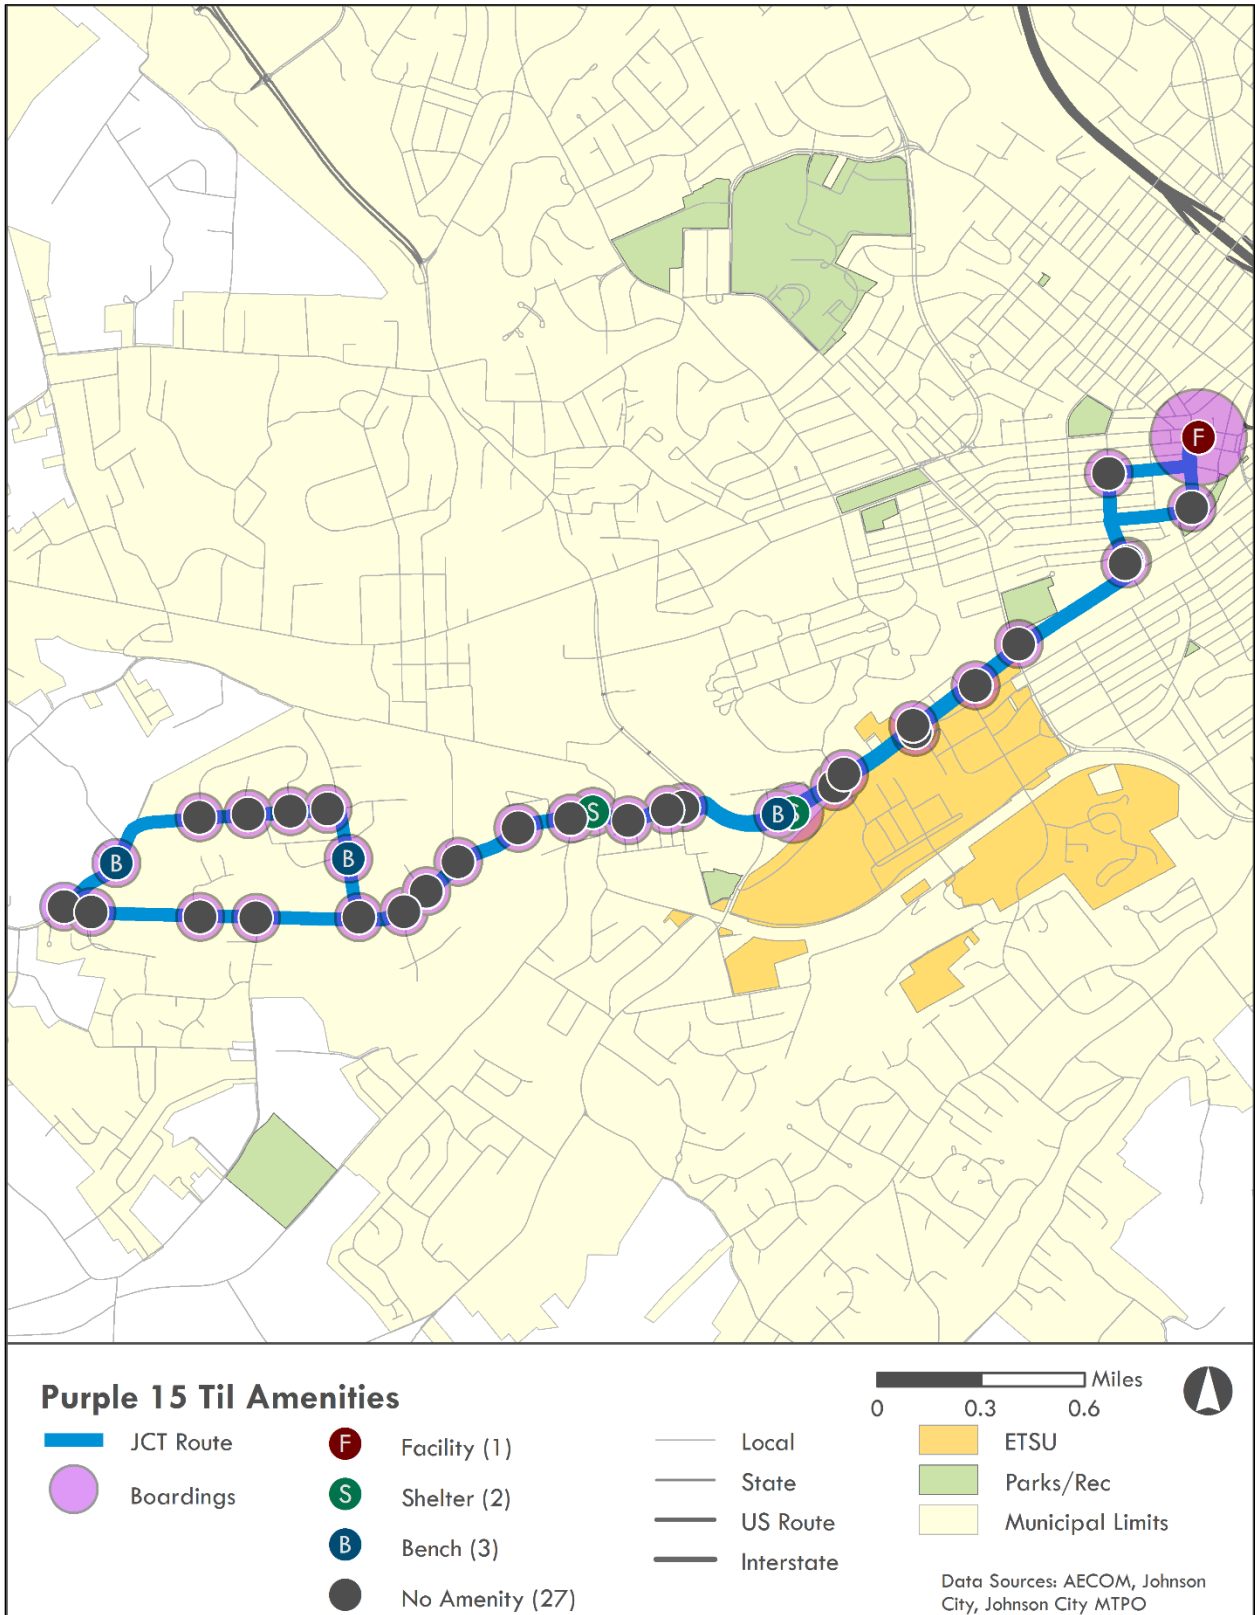 F
S
B
S
B
B
Purple 15 Til Amenities
JCT Route
Boardings
F Facility (1)
S Shelter (2)
B Bench (3)
No Amenity (27)
Local
State
US Route
Interstate
Miles
0 0.3 0.6
ETSU
Parks/Rec
Municipal Limits
Data Sources: AECOM, Johnson
City, Johnson City MTPO